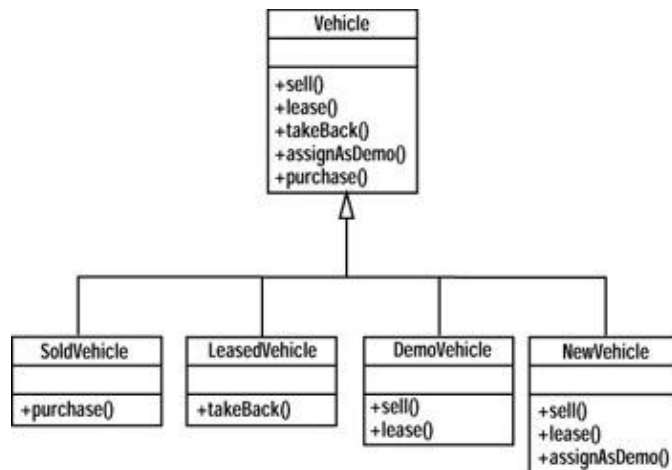 Vehicle
+sell()
+lease()
+takeBack()
+assignAsDemo()
+purchase()
SoldVehicle
+purchase()
LeasedVehicle
+takeBack()
DemoVehicle
+sell()
+lease()
NewVehicle
+sell()
+lease()
+assignAsDemo()